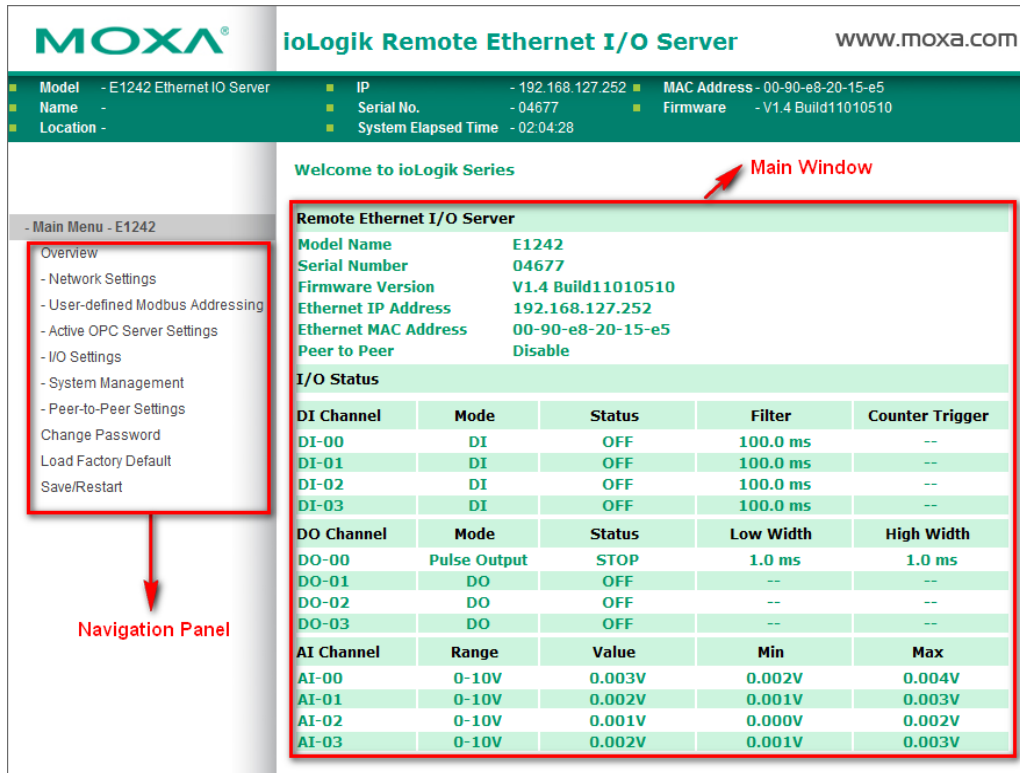 MOXA®
ioLogik Remote Ethernet I/O Server
www.moxa.com
Model - E1242 Ethernet IO Server
IP - 192.168.127.252
MAC Address - 00-90-e8-20-15-e5
Name -
Serial No. - 04677
Firmware - V1.4 Build11010510
Location -
System Elapsed Time - 02:04:28
Welcome to ioLogik Series
Main Window
- Main Menu - E1242
Overview
- Network Settings
- User-defined Modbus Addressing
- Active OPC Server Settings
- I/O Settings
- System Management
- Peer-to-Peer Settings
Change Password
Load Factory Default
Save/Restart
Navigation Panel
Remote Ethernet I/O Server
Model Name E1242
Serial Number 04677
Firmware Version V1.4 Build11010510
Ethernet IP Address 192.168.127.252
Ethernet MAC Address 00-90-e8-20-15-e5
Peer to Peer Disable
I/O Status
DI Channel Mode Status Filter Counter Trigger
DI-00 DI OFF 100.0 ms --
DI-01 DI OFF 100.0 ms --
DI-02 DI OFF 100.0 ms --
DI-03 DI OFF 100.0 ms --
DO Channel Mode Status Low Width High Width
DO-00 Pulse Output STOP 1.0 ms 1.0 ms
DO-01 DO OFF -- --
DO-02 DO OFF -- --
DO-03 DO OFF -- --
AI Channel Range Value Min Max
AI-00 0-10V 0.003V 0.002V 0.004V
AI-01 0-10V 0.002V 0.001V 0.003V
AI-02 0-10V 0.001V 0.000V 0.002V
AI-03 0-10V 0.002V 0.001V 0.003V